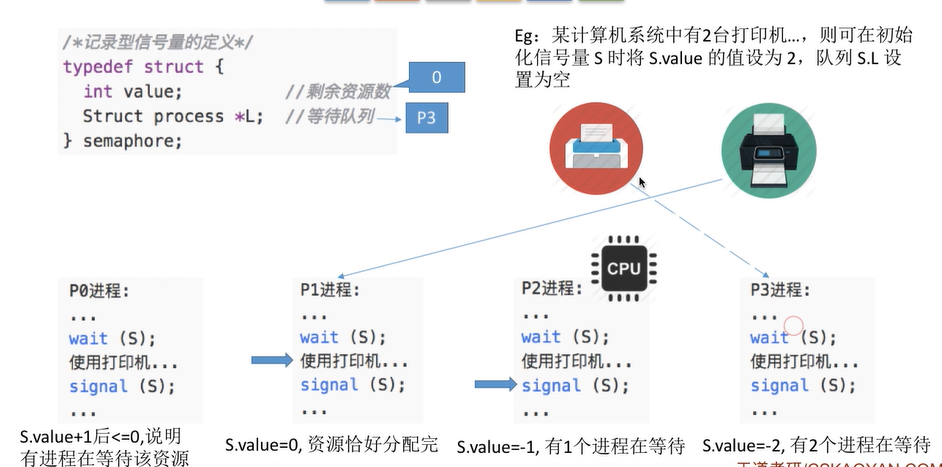 /*记录型信号量的定义*/
typedef struct {
int value; //剩余资源数
Struct process *L; //等待队列
} semaphore;
0
P3
Eg：某计算机系统中有2台打印机...，则可在初始
化信号量 S 时将 S.value 的值设为 2，队列 S.L 设
置为空
CPU
P0进程:
...
wait (S);
使用打印机...
signal (S);
...
S.value+1后<=0,说明
有进程在等待该资源
P1进程:
...
wait (S);
使用打印机...
signal (S);
...
S.value=0, 资源恰好分配完
P2进程:
...
wait (S);
使用打印机...
signal (S);
...
S.value=-1, 有1个进程在等待
P3进程:
...
wait (S);
使用打印机...
signal (S);
...
S.value=-2, 有2个进程在等待